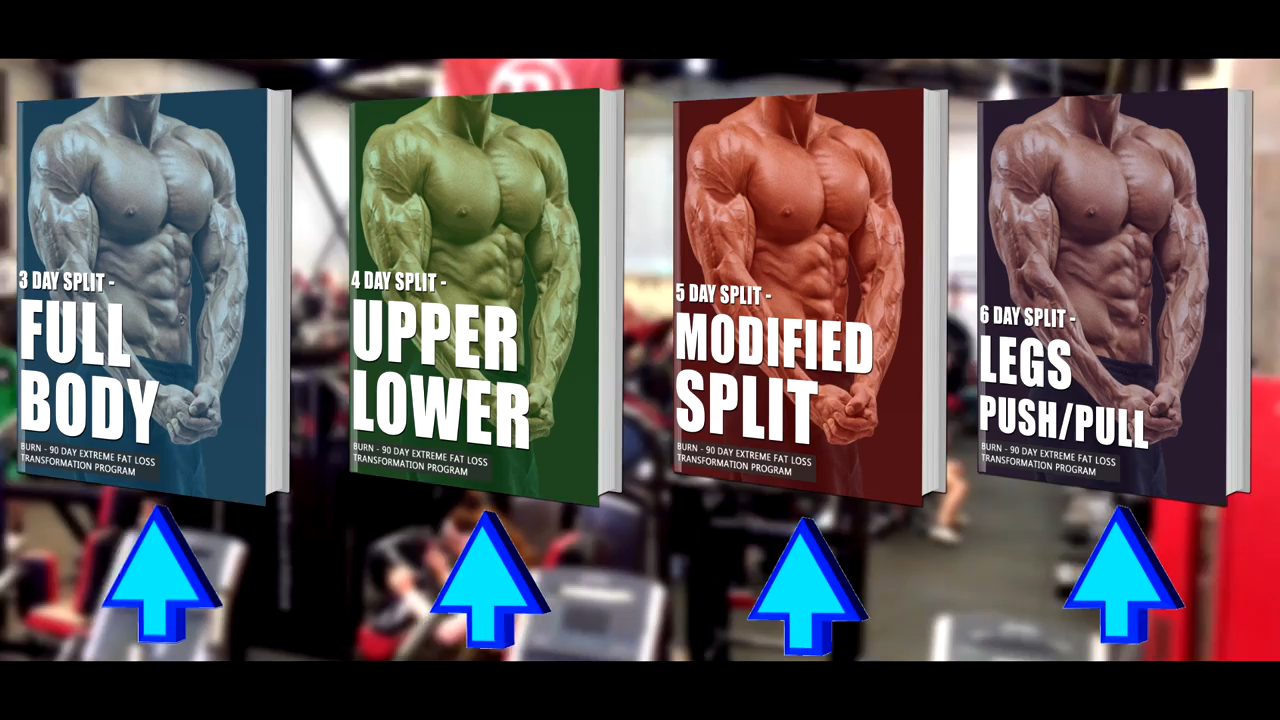 3 DAY SPLIT -
FULL
BODY
BURN - 90 DAY EXTREME FAT LOSS
TRANSFORMATION PROGRAM
4 DAY SPLIT -
UPPER
LOWER
BURN - 90 DAY EXTREME FAT LOSS
TRANSFORMATION PROGRAM
5 DAY SPLIT -
MODIFIED
SPLIT
BURN - 90 DAY EXTREME FAT LOSS
TRANSFORMATION PROGRAM
6 DAY SPLIT -
LEGS
PUSH/PULL
BURN - 90 DAY EXTREME FAT LOSS
TRANSFORMATION PROGRAM